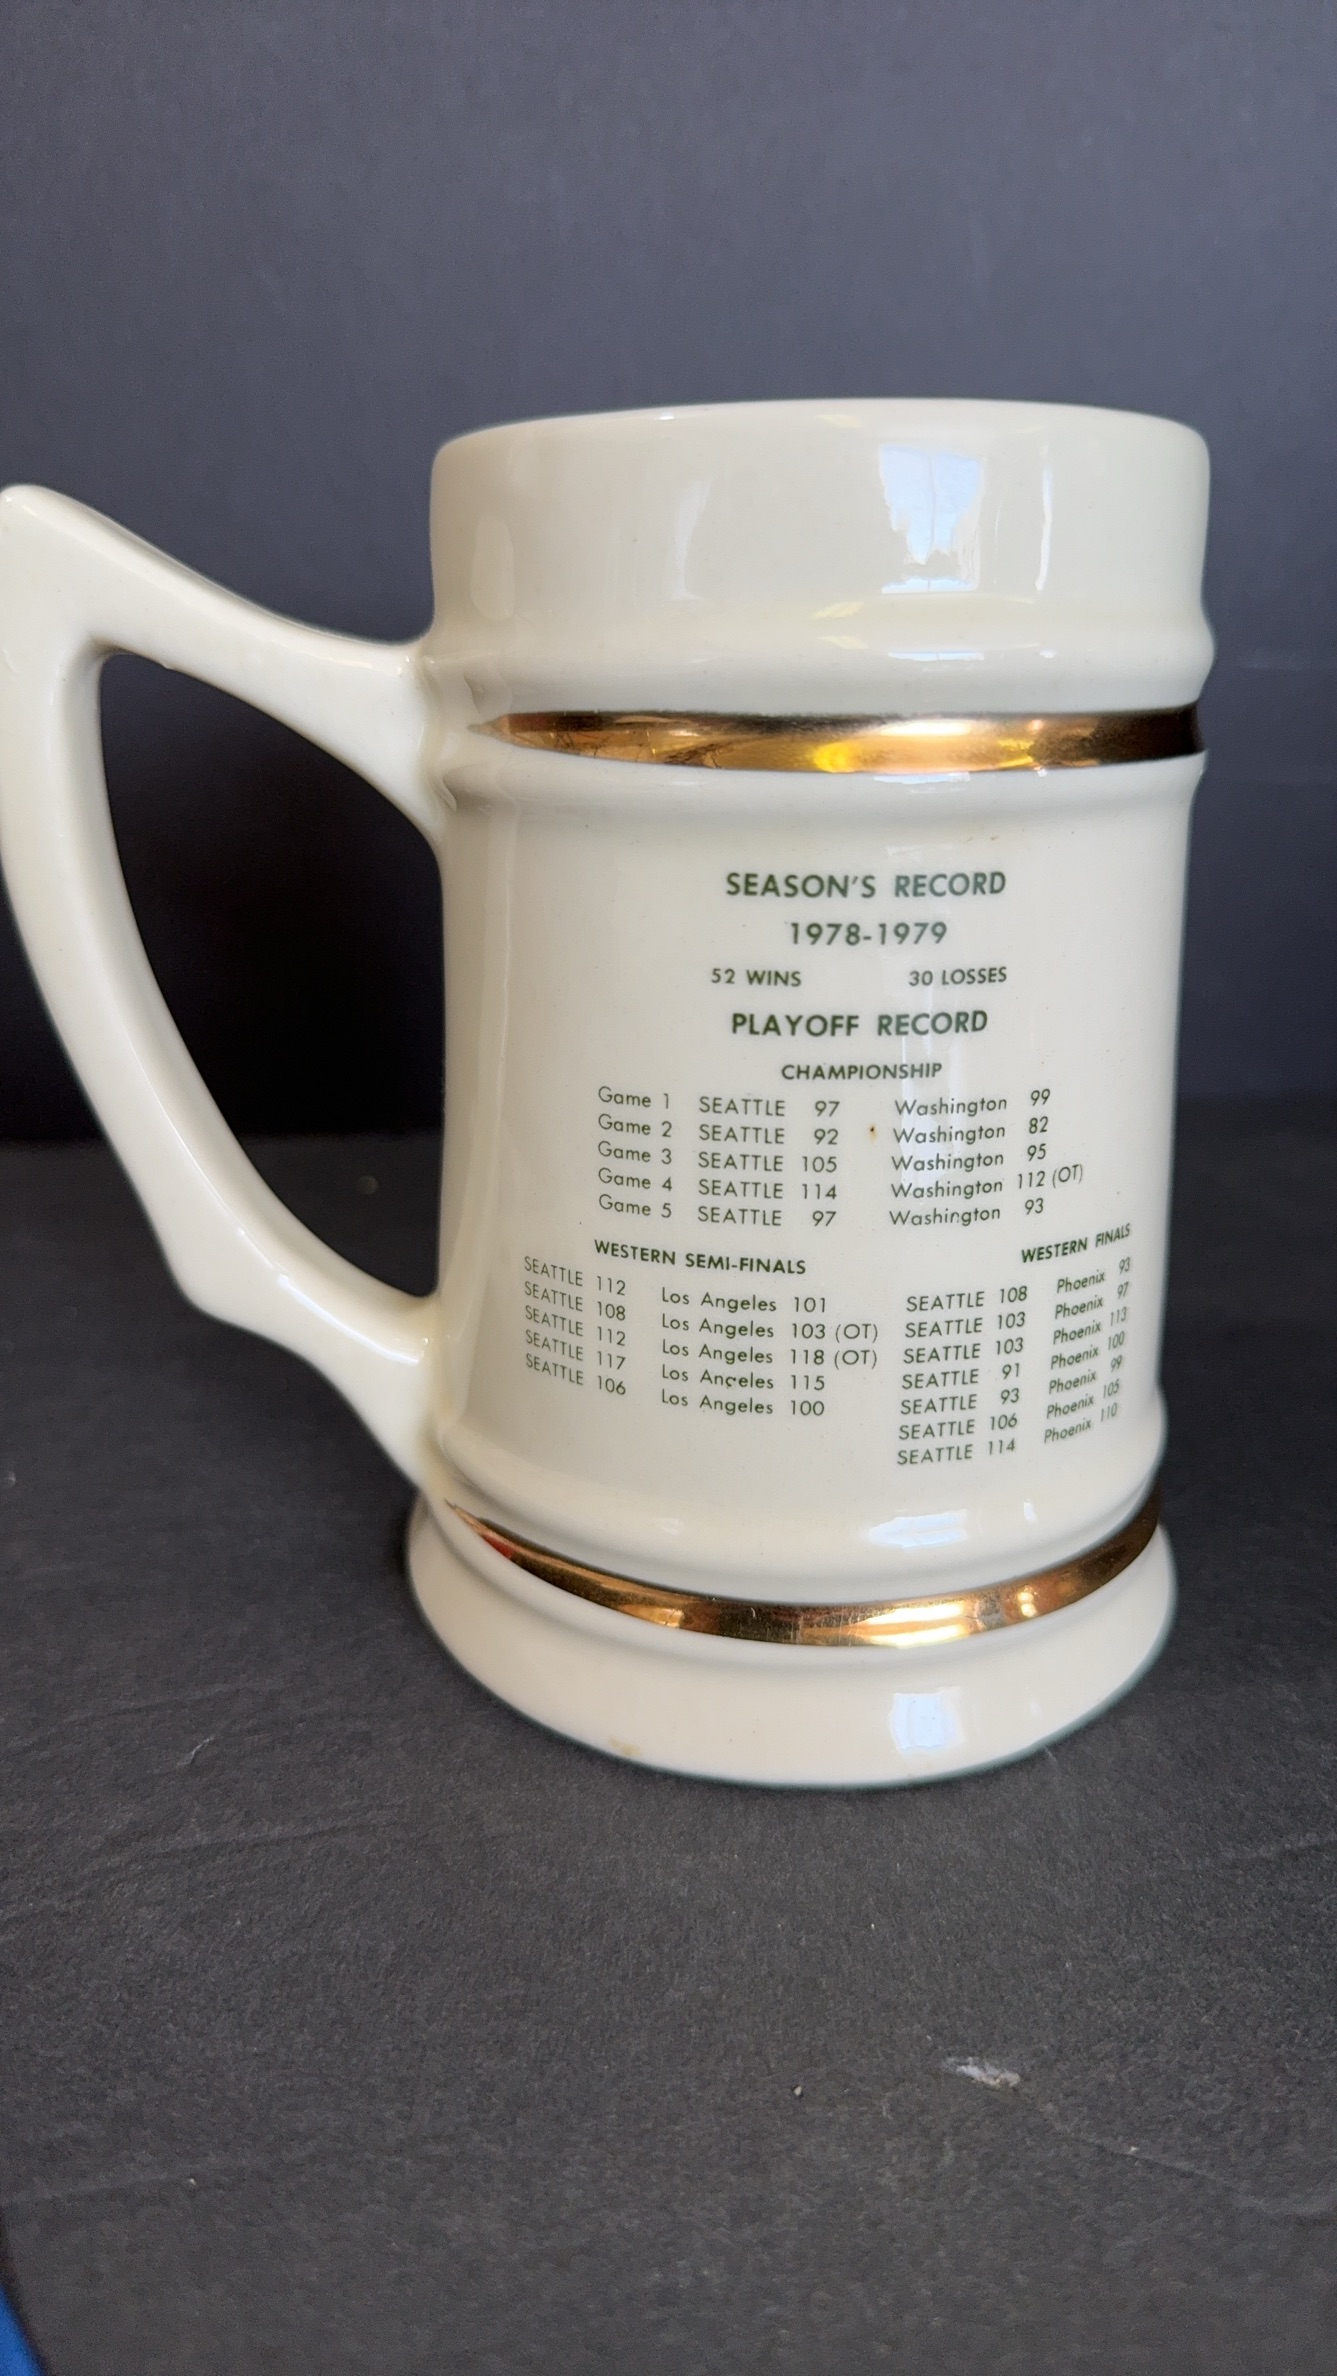 SEASON'S RECORD
1978-1979
52 WINS 30 LOSSES
PLAYOFF RECORD
CHAMPIONSHIP
Game 1 SEATTLE 97 Washington 99
Game 2 SEATTLE 92 Washington 82
Game 3 SEATTLE 105 Washington 95
Game 4 SEATTLE 114 Washington 112 (OT)
Game 5 SEATTLE 97 Washington 93
WESTERN SEMI-FINALS
SEATTLE 112 Los Angeles 101
SEATTLE 108 Los Angeles 103 (OT)
SEATTLE 112 Los Angeles 118 (OT)
SEATTLE 117 Los Angeles 115
SEATTLE 106 Los Angeles 100
WESTERN FINALS
SEATTLE 108 Phoenix 93
SEATTLE 103 Phoenix 97
SEATTLE 103 Phoenix 113
SEATTLE 91 Phoenix 100
SEATTLE 93 Phoenix 99
SEATTLE 106 Phoenix 105
SEATTLE 114 Phoenix 110